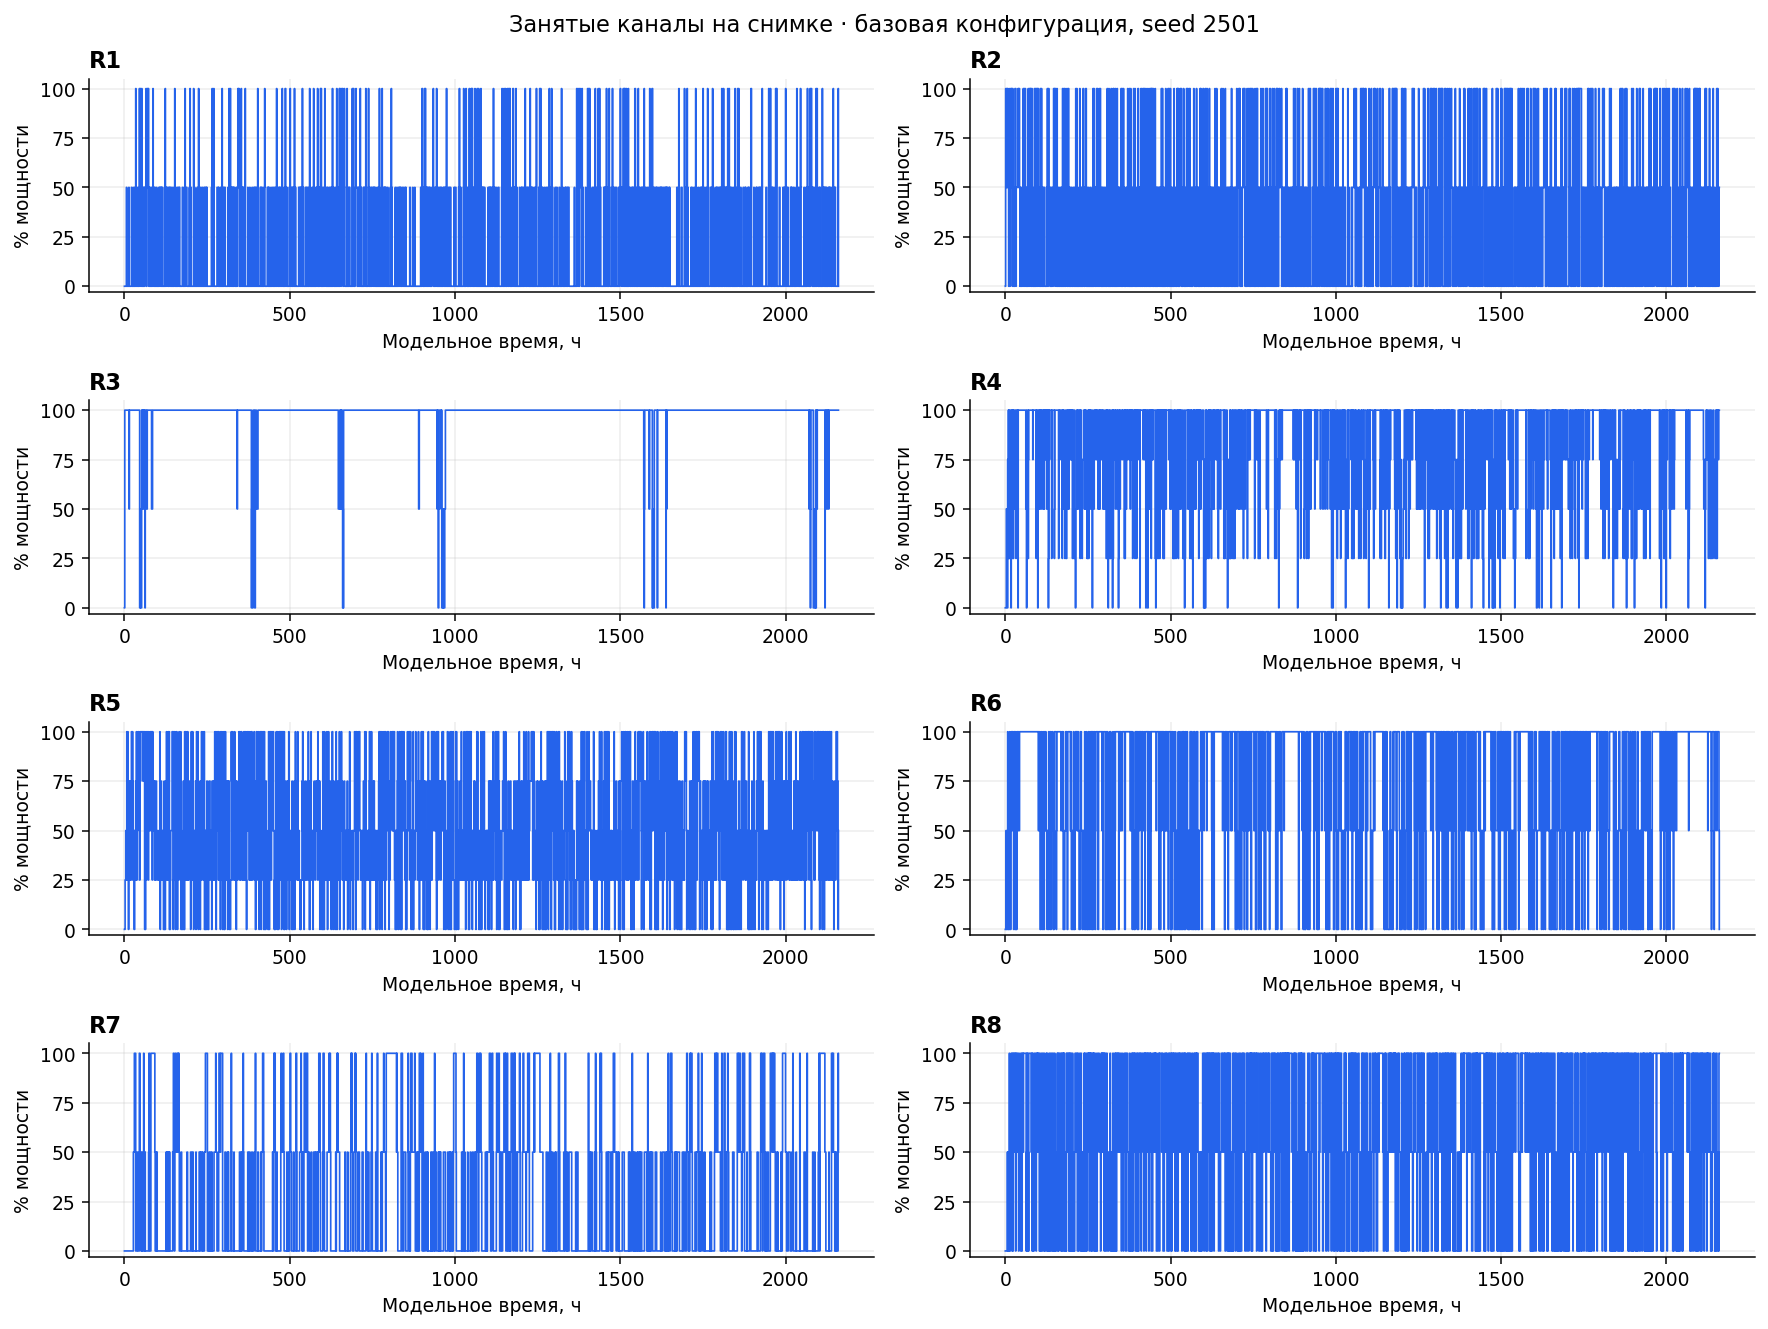 Занятые каналы на снимке · базовая конфигурация, seed 2501
R1
% мощности
100
75
50
25
0
0 500 1000 1500 2000
Модельное время, ч
R2
% мощности
100
75
50
25
0
0 500 1000 1500 2000
Модельное время, ч
R3
% мощности
100
75
50
25
0
0 500 1000 1500 2000
Модельное время, ч
R4
% мощности
100
75
50
25
0
0 500 1000 1500 2000
Модельное время, ч
R5
% мощности
100
75
50
25
0
0 500 1000 1500 2000
Модельное время, ч
R6
% мощности
100
75
50
25
0
0 500 1000 1500 2000
Модельное время, ч
R7
% мощности
100
75
50
25
0
0 500 1000 1500 2000
Модельное время, ч
R8
% мощности
100
75
50
25
0
0 500 1000 1500 2000
Модельное время, ч